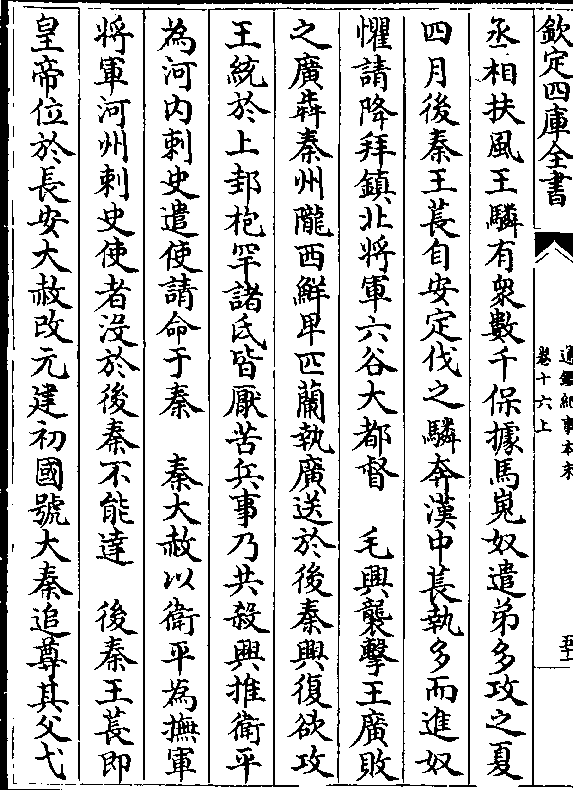 欽定四庫全書
通鑑紀事本末
卷十六上
丞相扶風王驎有衆數千保據馬嵬奴遣弟多攻之夏
四月後秦王萇自安定伐之驎奔漢中萇執多而進奴
懼請降拜鎮北將軍六谷大都督　毛興襲擊王廣敗
之廣犇秦州隴西鮮卑匹蘭執廣送於後秦興復欲攻
王統於上邽枹罕諸氐皆厭苦兵事乃共殺興推衛平
為河内刺史遣使請命于秦　秦大赦以衛平為撫軍
將軍河州刺史使者沒於後秦不能達　後秦王萇即
皇帝位於長安大赦改元建初國號大秦追尊其父弋